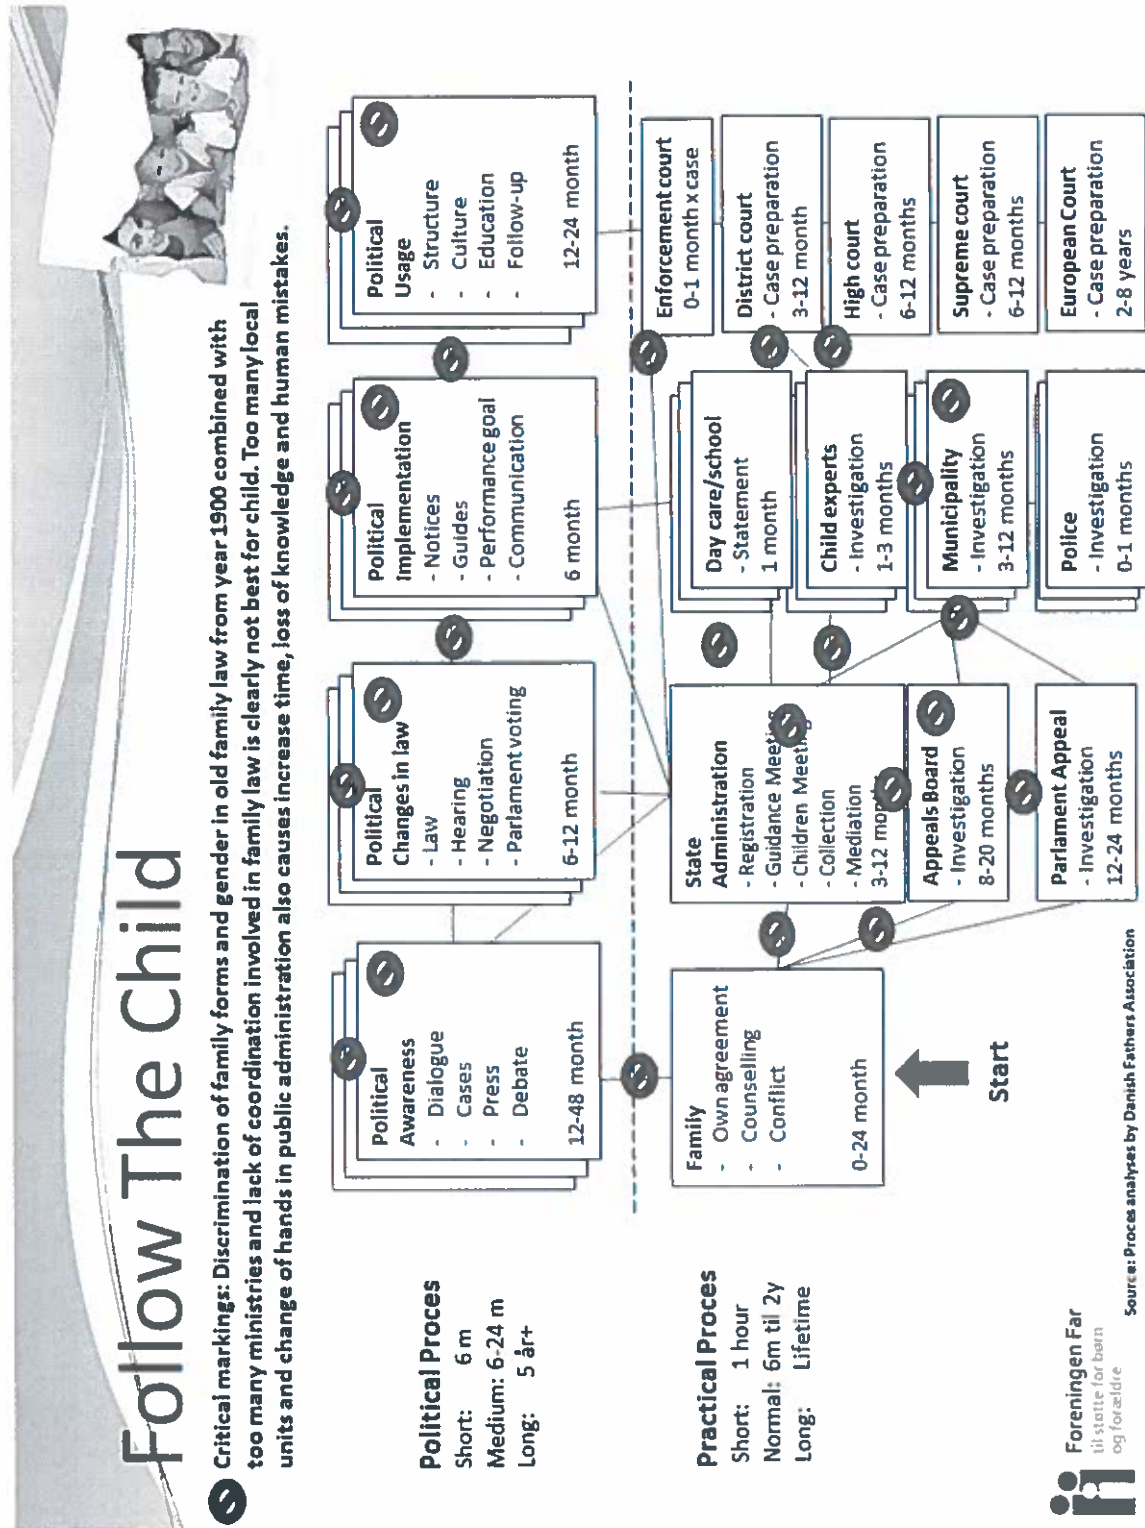 Follow The Child
Critical markings: Discrimination of family forms and gender in old family law from year 1900 combined with
too many ministries and lack of coordination involved in family law is clearly not best for child. Too many local
units and change of hands in public administration also causes increase time, loss of knowledge and human mistakes.
Political Proces
Short: 6 m
Medium: 6-24 m
Long: 5 år+
Political
Awareness
- Dialogue
- Cases
- Press
- Debate
12-48 month
Political
Changes in law
- Law
- Hearing
- Negotiation
- Parlament voting
6-12 month
Political
Implementation
- Notices
- Guides
- Performance goal
- Communication
6 month
Political
Usage
- Structure
- Culture
- Education
- Follow-up
12-24 month
Practical Proces
Short: 1 hour
Normal: 6m til 2y
Long: Lifetime
Family
- Own agreement
- Counselling
- Conflict
0-24 month
Start
State
Administration
- Registration
- Guidance Meeting
- Children Meeting
- Collection
- Mediation
3-12
Appeals Board
- Investigation
8-20 months
Parlament Appeal
- Investigation
12-24 months
Day care/school
- Statement
1 month
Child experts
- Investigation
1-3 months
Municipality
- Investigation
3-12 months
Police
- Investigation
0-1 months
Enforcement court
0-1 month x case
District court
- Case preparation
3-12 month
High court
- Case preparation
6-12 months
Supreme court
- Case preparation
6-12 months
European Court
- Case preparation
2-8 years
Foreningen Far
til støtte for børn
og forældre
Source: Proces analyses by Danish Fathers Association